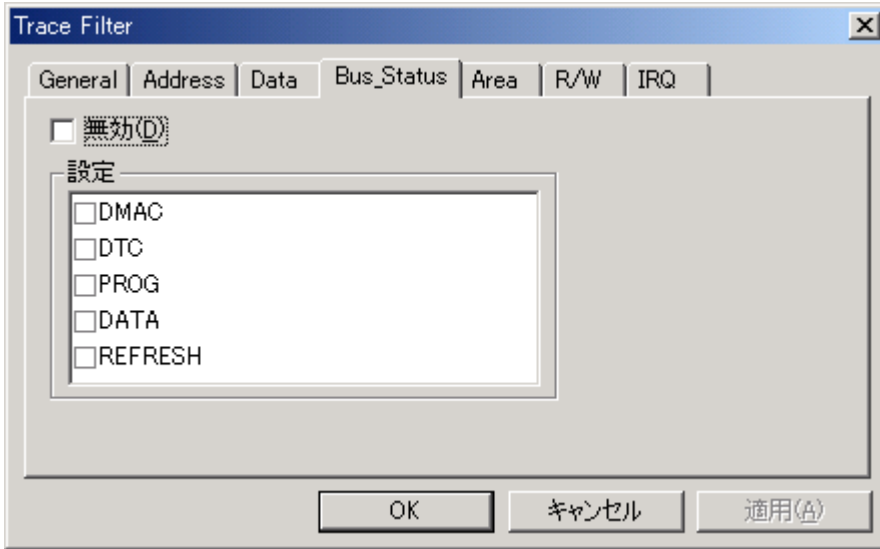 Trace Filter
General Address Data Bus_Status Area R/W IRQ
無効(D)
設定
DMAC
DTC
PROG
DATA
REFRESH
OK キャンセル 適用(A)